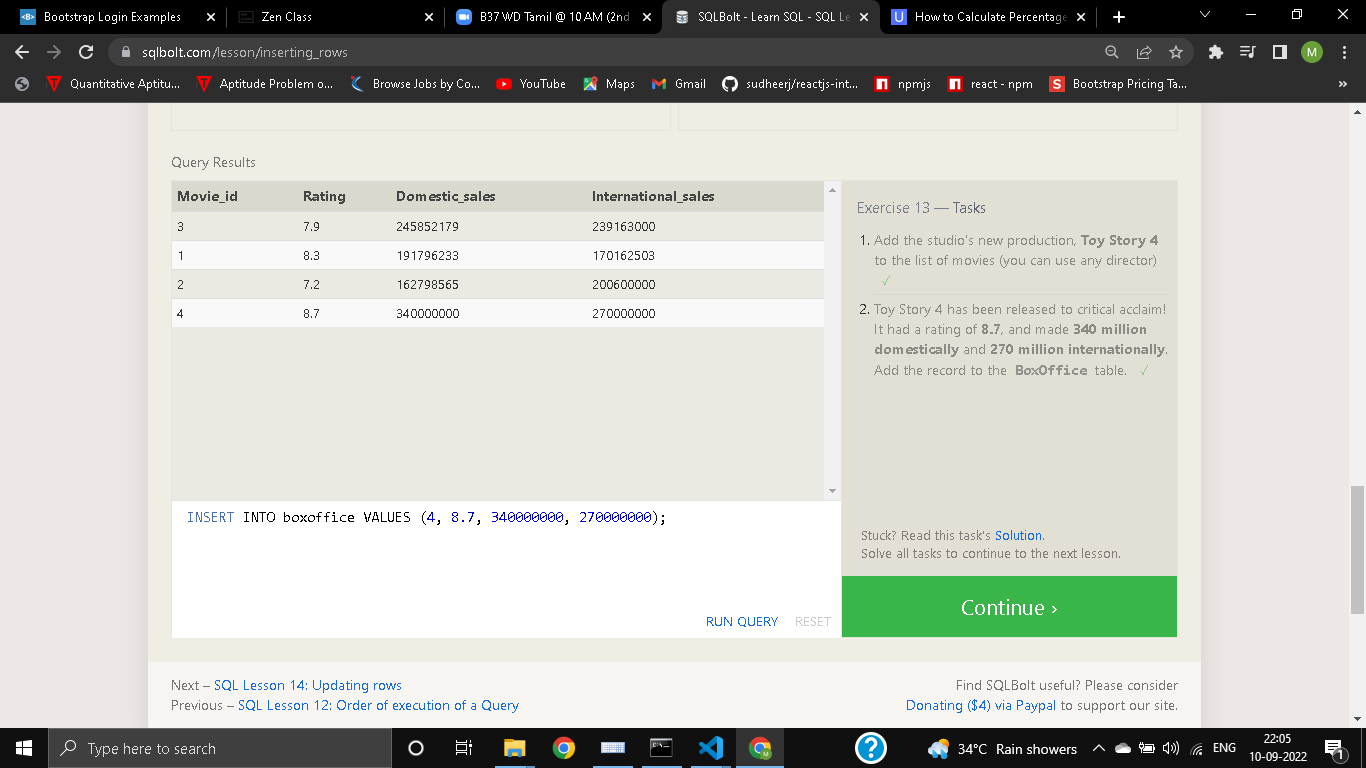 Bootstrap Login Examples
Zen Class
B37 WD Tamil @ 10 AM (2nd
SQLBolt - Learn SQL - SQL Le
How to Calculate Percentage
sqlbolt.com/lesson/inserting_rows
M
Quantitative Aptitu...
Aptitude Problem o...
Browse Jobs by Co...
YouTube
Maps
Gmail
sudheerj/reactjs-int...
npmjs
react - npm
Bootstrap Pricing Ta...
Query Results
Movie_id Rating Domestic_sales International_sales
3 7.9 245852179 239163000
1 8.3 191796233 170162503
2 7.2 162798565 200600000
4 8.7 340000000 270000000
INSERT INTO boxoffice VALUES (4, 8.7, 340000000, 270000000);
RUN QUERY RESET
Exercise 13 — Tasks
1. Add the studio's new production, Toy Story 4
to the list of movies (you can use any director)
✓
2. Toy Story 4 has been released to critical acclaim!
It had a rating of 8.7, and made 340 million
domestically and 270 million internationally.
Add the record to the BoxOffice table. ✓
Stuck? Read this task's Solution.
Solve all tasks to continue to the next lesson.
Continue ›
Next – SQL Lesson 14: Updating rows
Previous – SQL Lesson 12: Order of execution of a Query
Find SQLBolt useful? Please consider
Donating ($4) via Paypal to support our site.
Type here to search
34°C Rain showers
ENG
22:05
10-09-2022
1